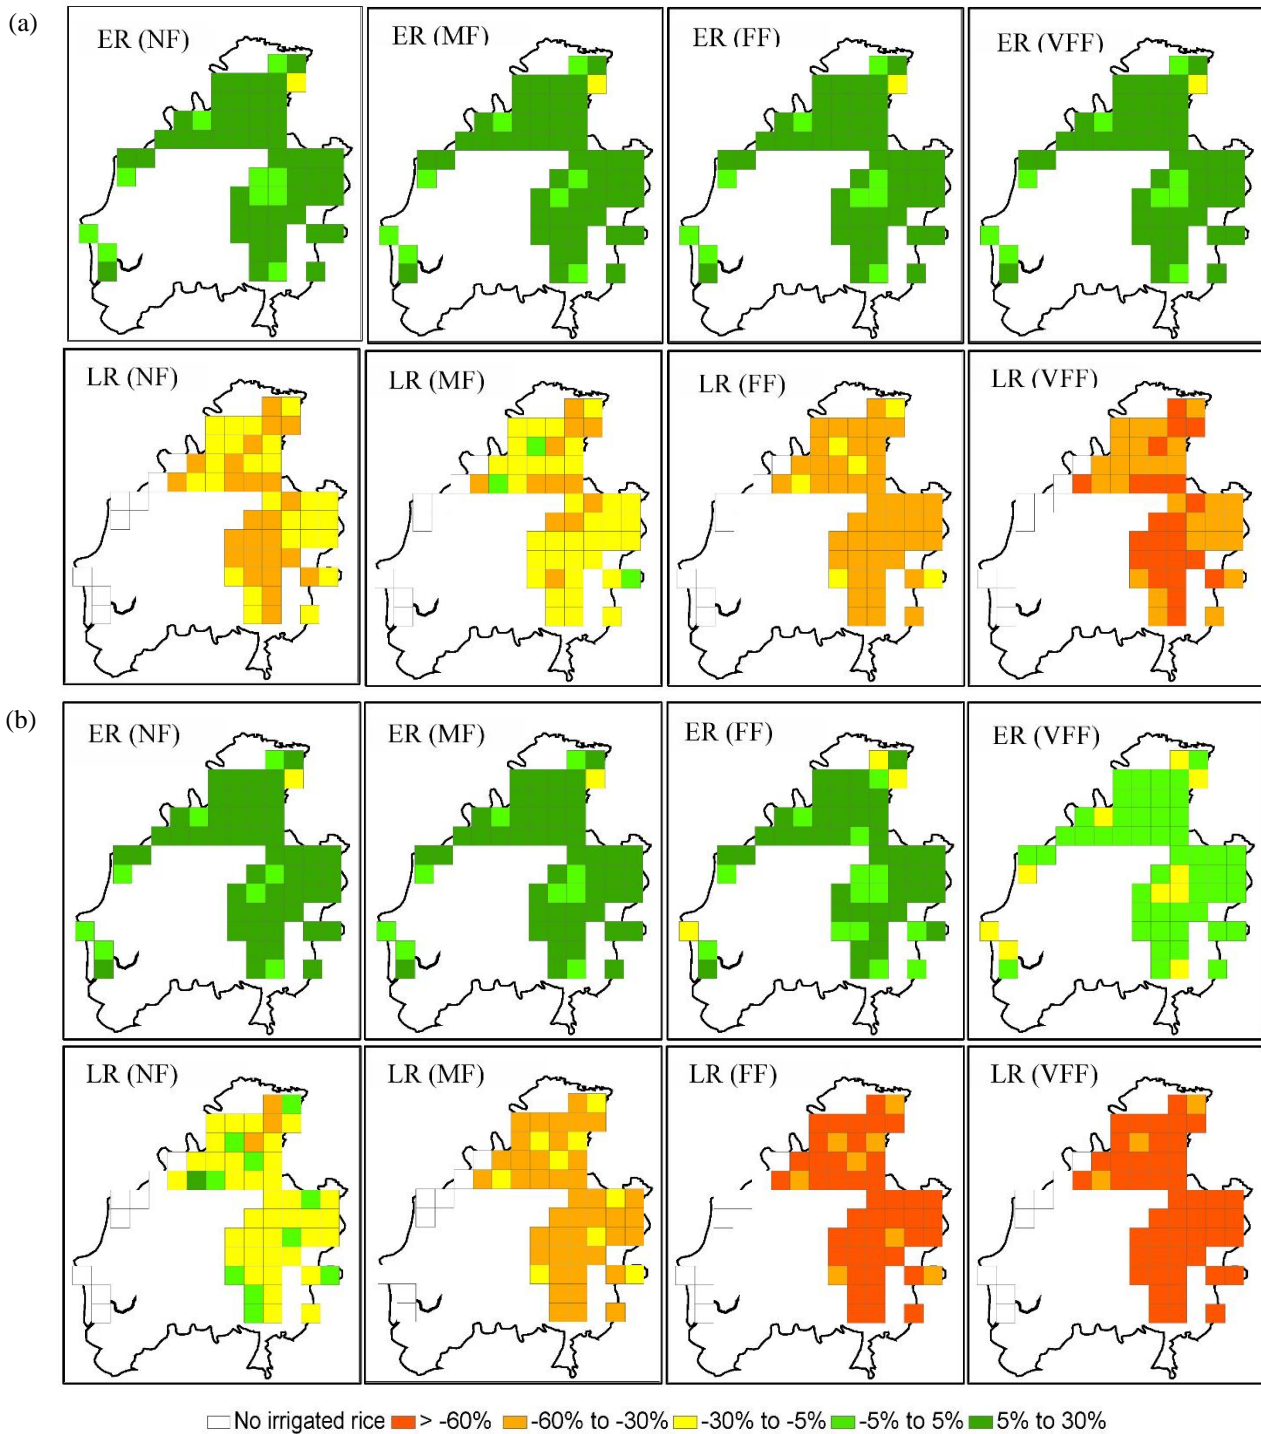 (a)
ER (NF) ER (MF) ER (FF) ER (VFF)
LR (NF) LR (MF) LR (FF) LR (VFF)
(b)
ER (NF) ER (MF) ER (FF) ER (VFF)
LR (NF) LR (MF) LR (FF) LR (VFF)
No irrigated rice > -60% -60% to -30% -30% to -5% -5% to 5% 5% to 30%